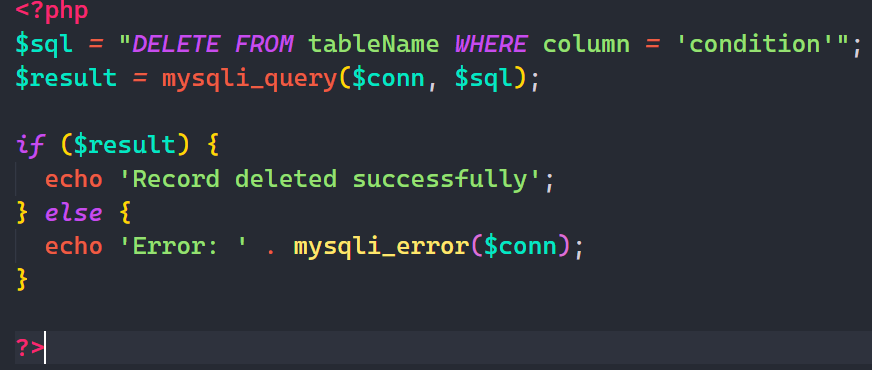 <?php
$sql = "DELETE FROM tableName WHERE column = 'condition'";
$result = mysqli_query($conn, $sql);
if ($result) {
echo 'Record deleted successfully';
} else {
echo 'Error: ' . mysqli_error($conn);
}
?>